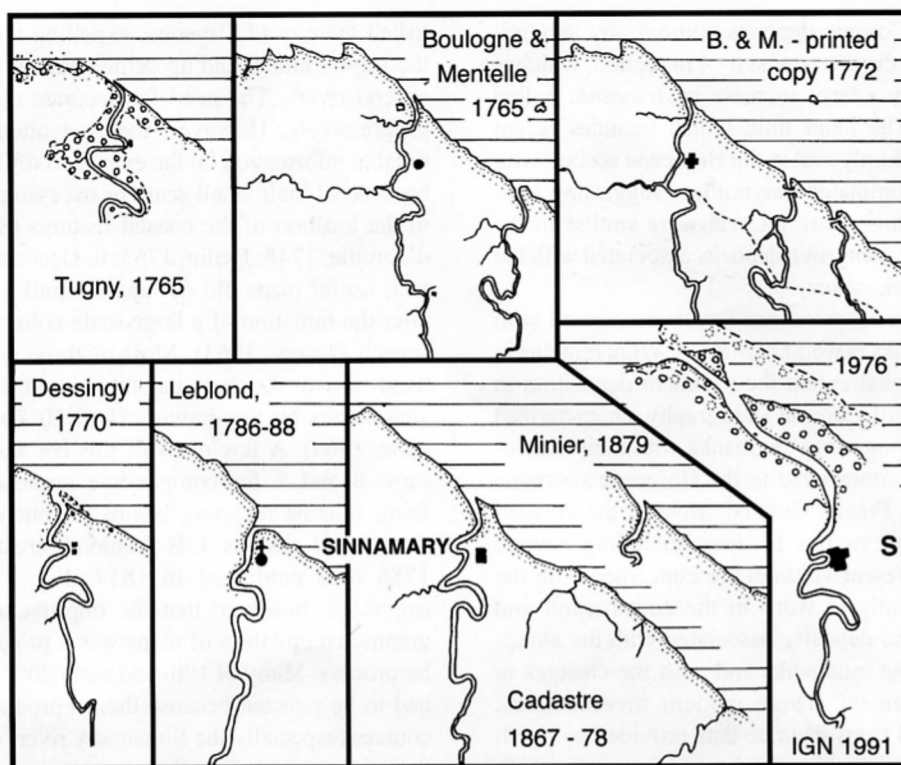 Boulogne &
Mentelle
1765
B. & M. - printed
copy 1772
Tugny, 1765
1976
Dessingy
1770
Leblond,
1786-88
Minier, 1879
SINNAMARY
S
Cadastre
1867 - 78
IGN 1991